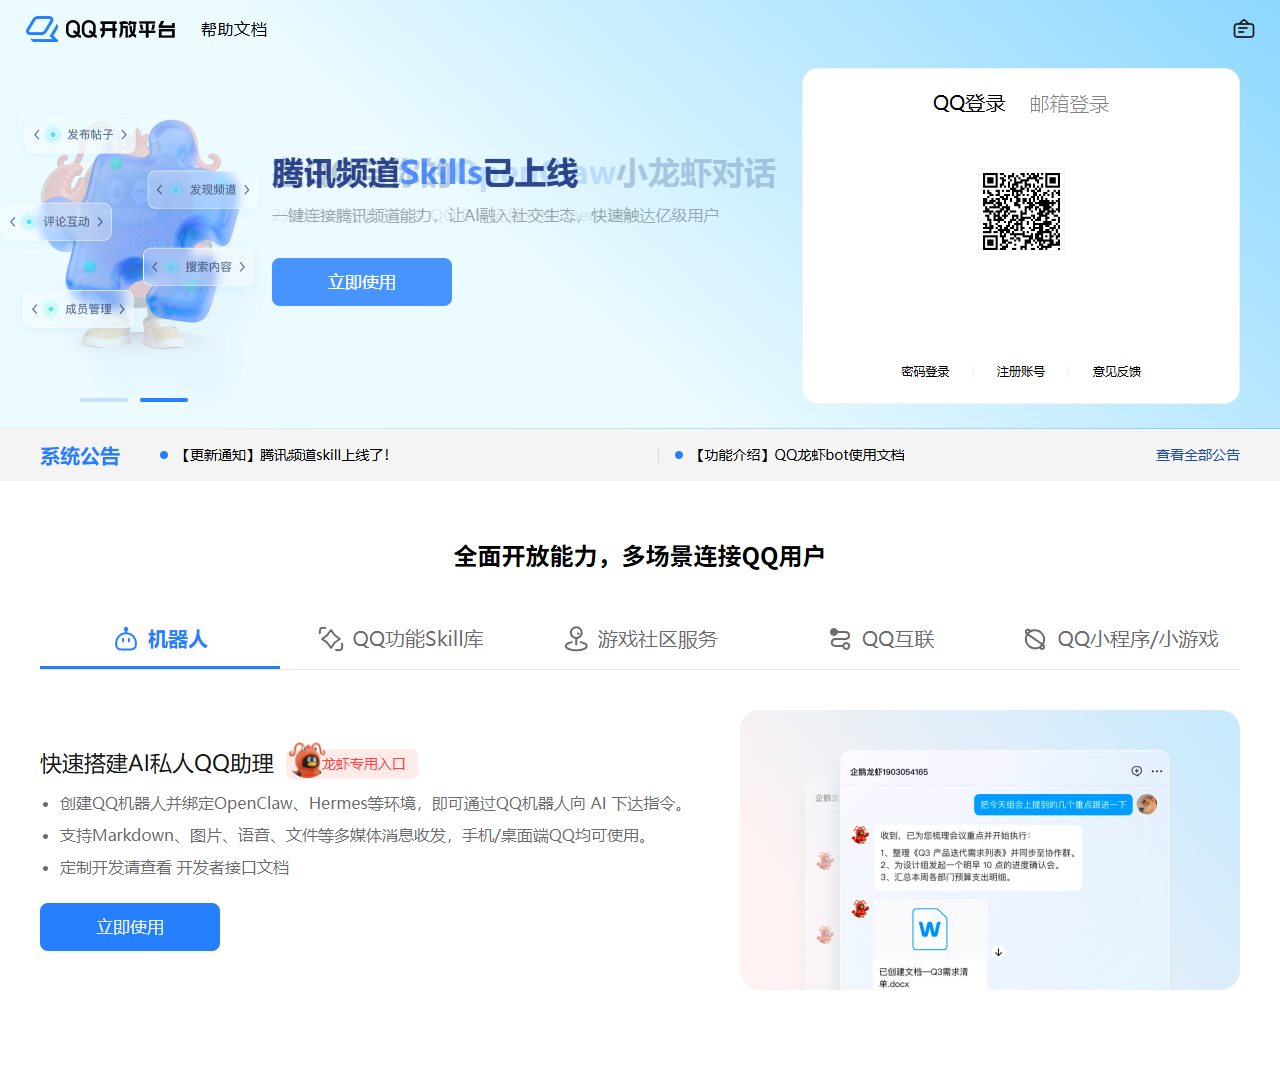 QQ开放平台
帮助文档
QQ登录
邮箱登录
发布帖子
发现频道
评论互动
搜索内容
成员管理
腾讯频道Skills已上线
小龙虾对话
一键连接腾讯频道能力，让AI融入社交生态，快速触达亿级用户
立即使用
密码登录
注册账号
意见反馈
系统公告
【更新通知】腾讯频道skill上线了！
【功能介绍】QQ龙虾bot使用文档
查看全部公告
全面开放能力，多场景连接QQ用户
机器人
QQ功能Skill库
游戏社区服务
QQ互联
QQ小程序/小游戏
快速搭建AI私人QQ助理
龙虾专用入口
创建QQ机器人并绑定OpenClaw、Hermes等环境，即可通过QQ机器人向 AI 下达指令。
支持Markdown、图片、语音、文件等多媒体消息收发，手机/桌面端QQ均可使用。
定制开发请查看 开发者接口文档
立即使用
企鹅龙
企鹅龙虾1903054165
把今天组会上提到的几个重点跟进一下
收到，已为您梳理会议重点并开始执行：
1、整理《Q3 产品迭代需求列表》并同步至协作群。
2、为设计组发起一个明早 10 点的进度确认会。
3、汇总本周各部门预算支出明细。
W
已创建文档—Q3需求清
单.docx